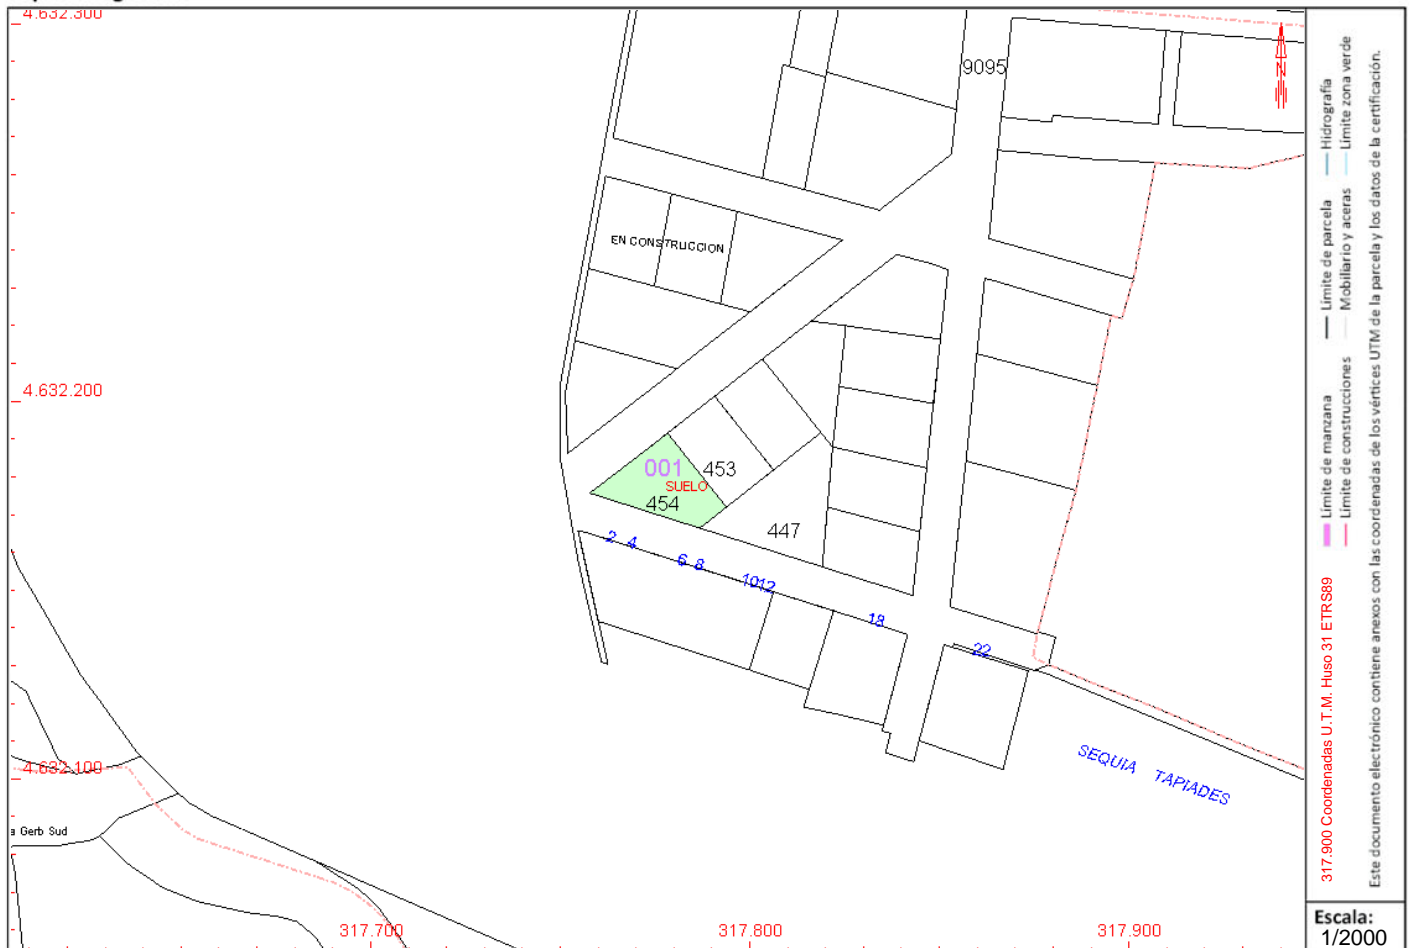 4.632.300
9095
N
EN CONSTRUCCION
4.632.200
001
453
SUELO
454
447
2 4
6 8
1012
18
22
SEQUIA TAPIADES
4.632.100
a Gerb Sud
317.700
317.800
317.900
Límite de manzana
Límite de parcela
Hidrografía
Límite de construcciones
Mobiliario y aceras
Límite zona verde
317.900 Coordenadas U.T.M. Huso 31 ETRS89
Este documento electrónico contiene anexos con las coordenadas de los vértices UTM de la parcela y los datos de la certificación.
Escala:
1/2000